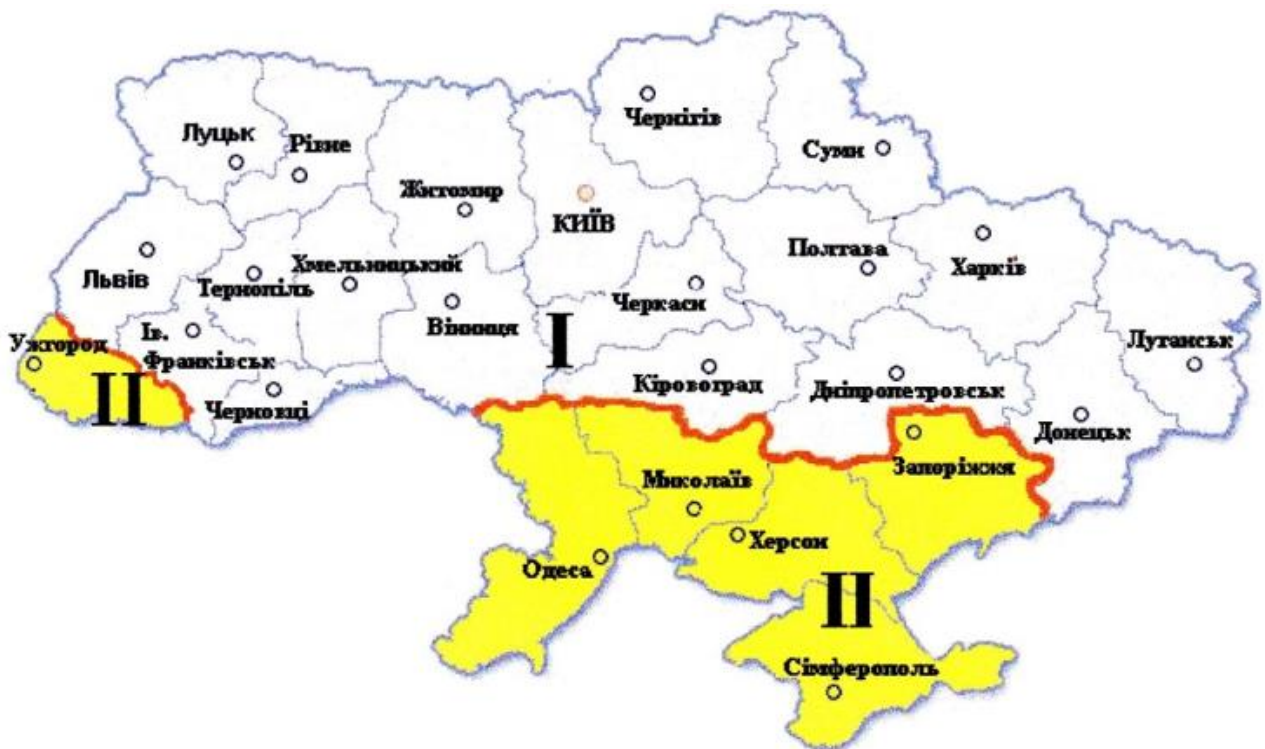 Чернігів
Луцьк
Рівне
Суми
Житомир
КИЇВ
Полтава
Харків
Хмельницький
Львів
Тернопіль
Черкаси
Вінниця
I
Ів.
Франківськ
Ужгород
II
Луганськ
Кіровоград
Дніпропетровськ
Черновці
Донецьк
Запоріжжя
Миколаїв
Херсон
Одеса
II
Сімферополь